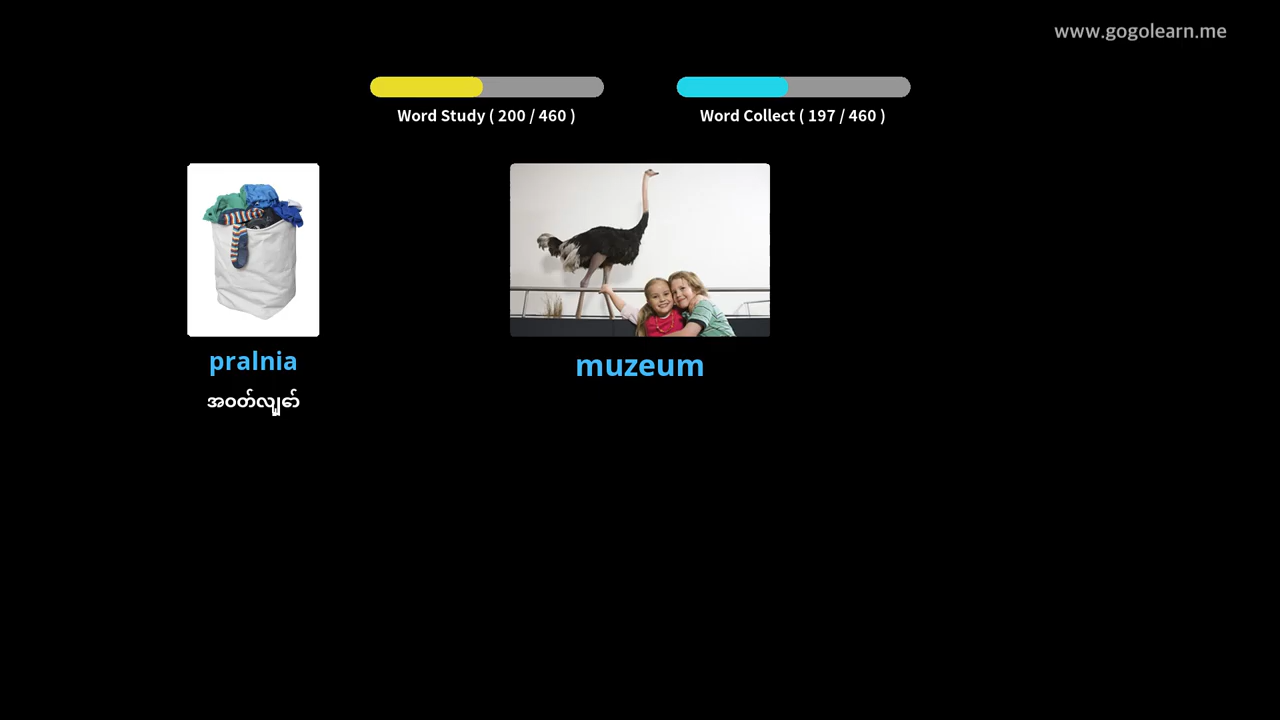 www.gogolearn.me
Word Study ( 200 / 460 )
Word Collect ( 197 / 460 )
pralnia
muzeum
အဝတ်လျှော်